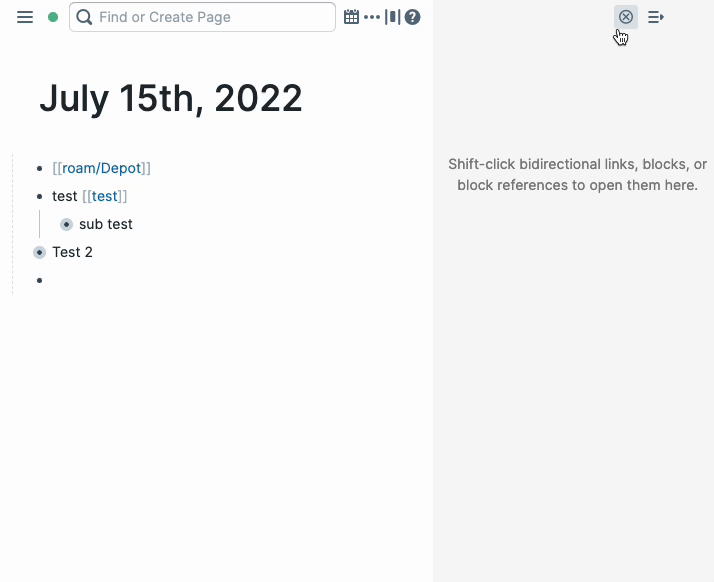 Find or Create Page
July 15th, 2022
[[roam/Depot]]
test [[test]]
sub test
Test 2
Shift-click bidirectional links, blocks, or
block references to open them here.